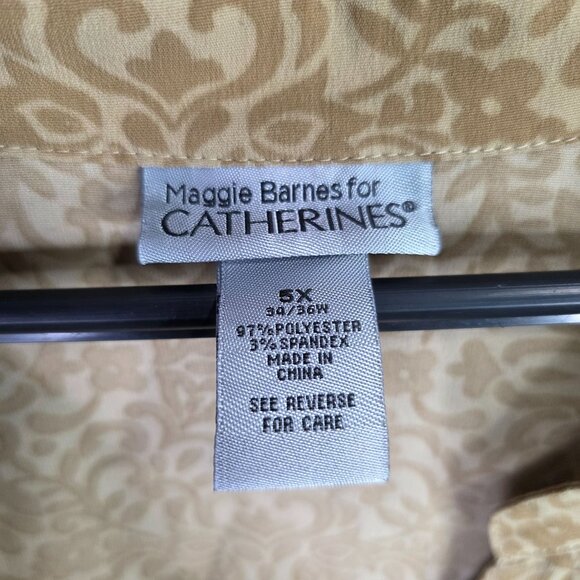 Maggie Barnes for
CATHERINES®
5X
34/36W
97% POLYESTER
3% SPANDEX
MADE IN
CHINA
SEE REVERSE
FOR CARE